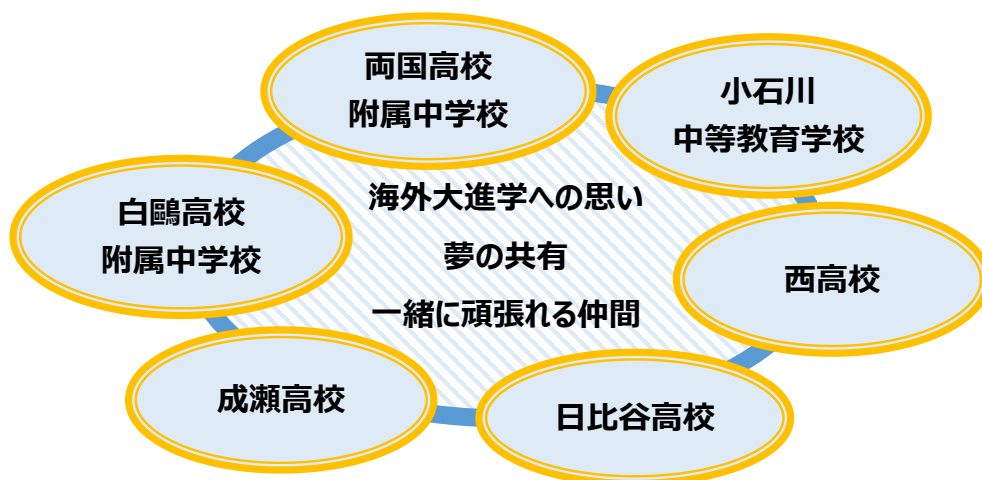 両国高校
附属中学校
小石川
中等教育学校
白鷗高校
附属中学校
海外大進学への思い
夢の共有
一緒に頑張れる仲間
西高校
成瀬高校
日比谷高校